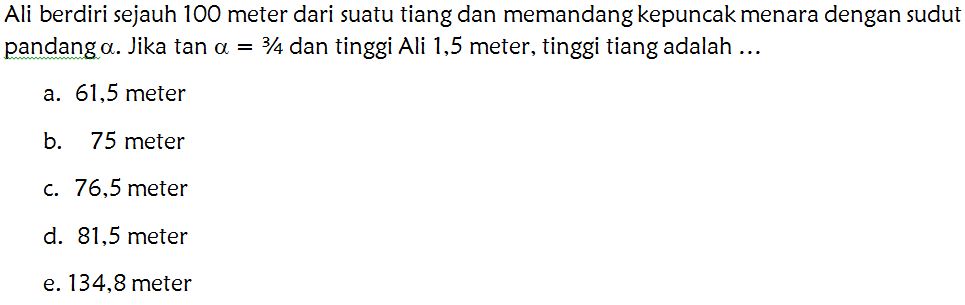 Ali berdiri sejauh 100 meter dari suatu tiang dan memandang kepuncak menara dengan sudut
pandang α. Jika tan α = ¾ dan tinggi Ali 1,5 meter, tinggi tiang adalah ...
a. 61,5 meter
b. 75 meter
c. 76,5 meter
d. 81,5 meter
e. 134,8 meter